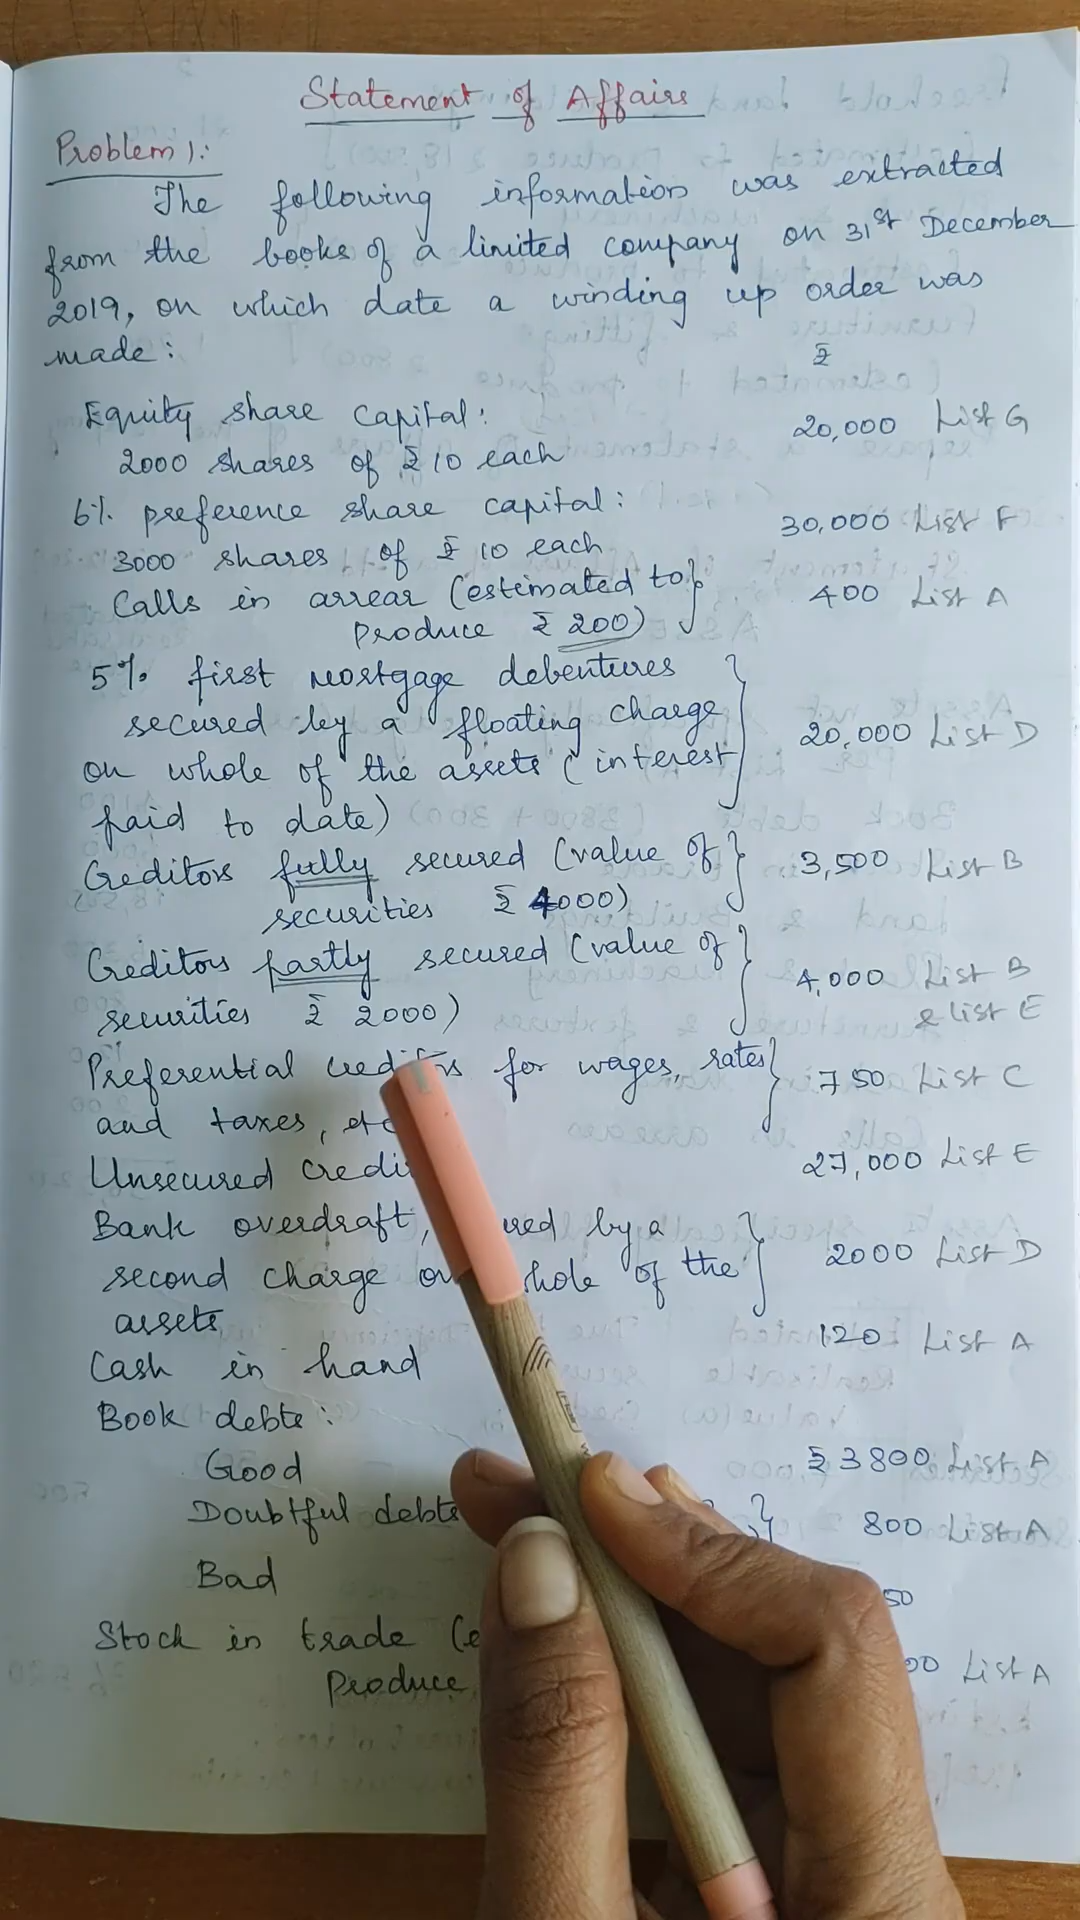 Statement of Affairs
Problem 1:
The following information was extracted
from the books of a limited company on 31st December
2019, on which date a winding up order was
made:
₹
Equity share capital:
2000 shares of ₹ 10 each 20,000 List G
6% preference share capital:
3000 shares of ₹ 10 each 30,000 List F
Calls in arrear (estimated to
produce ₹ 200) 400 List A
5% first mortgage debentures
secured by a floating charge
on whole of the assets (interest 20,000 List D
paid to date)
Creditors fully secured (value of 3,500 List B
securities ₹ 4000)
Creditors partly secured (value of 4,000 List B
securities ₹ 2000) & List E
Preferential for wages, rates 750 List C
and taxes,
Unsecured 27,000 List E
Bank overdraft, by a
second charge of the 2000 List D
assets
Cash in hand 120 List A
Book debts:
Good ₹ 3800 List A
Doubtful debts 800 List A
Bad
Stock in trade
Produce List A